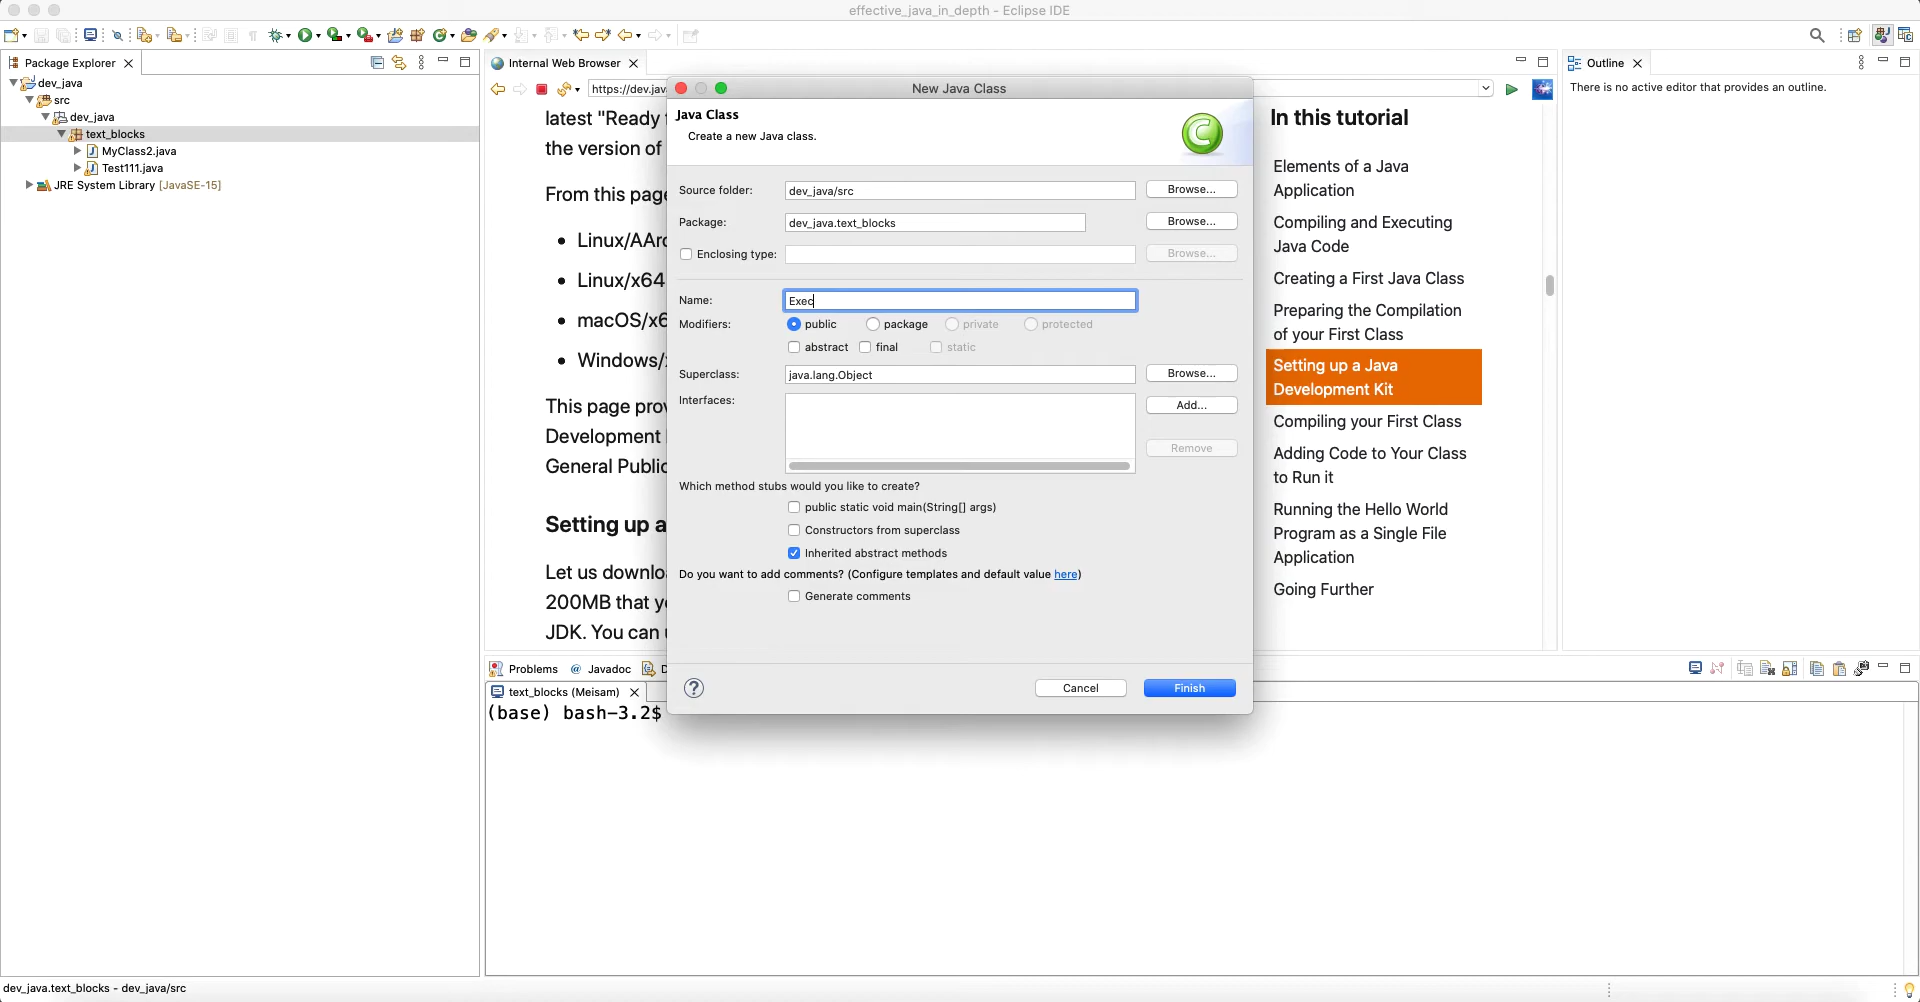 effective_java_in_depth - Eclipse IDE
Package Explorer
dev_java
src
dev_java
text_blocks
MyClass2.java
Test111.java
JRE System Library [JavaSE-15]
Internal Web Browser
https://dev.java
latest "Ready
the version of
From this page
Linux/AArc
Linux/x64
macOS/x6
Windows/
This page prov
Development
General Public
Setting up a
Let us downlo
200MB that y
JDK. You can
New Java Class
Java Class
Create a new Java class.
C
Source folder:
dev_java/src
Browse...
Package:
dev_java.text_blocks
Browse...
Enclosing type:
Browse...
Name:
Exec
Modifiers:
public
package
private
protected
abstract
final
static
Superclass:
java.lang.Object
Browse...
Interfaces:
Add...
Remove
Which method stubs would you like to create?
public static void main(String[] args)
Constructors from superclass
Inherited abstract methods
Do you want to add comments? (Configure templates and default value here)
Generate comments
?
Cancel
Finish
In this tutorial
Elements of a Java
Application
Compiling and Executing
Java Code
Creating a First Java Class
Preparing the Compilation
of your First Class
Setting up a Java
Development Kit
Compiling your First Class
Adding Code to Your Class
to Run it
Running the Hello World
Program as a Single File
Application
Going Further
Outline
There is no active editor that provides an outline.
Problems
@ Javadoc
D
text_blocks (Meisam)
(base) bash-3.2$
dev_java.text_blocks - dev_java/src